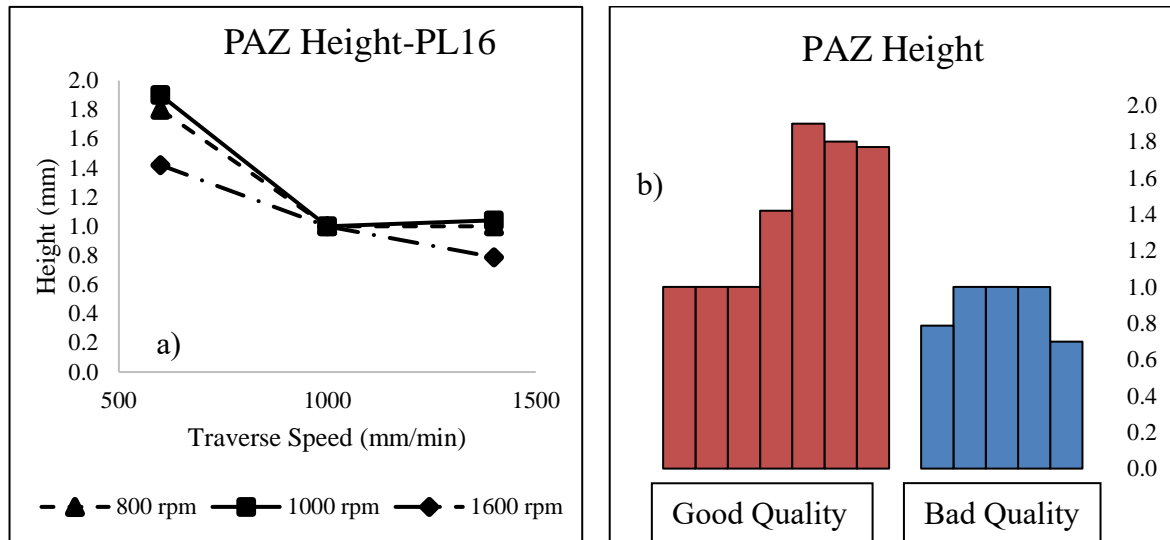 PAZ Height-PL16
2.0
1.8
1.6
1.4
1.2
1.0
0.8
0.6
0.4
0.2
0.0
Height (mm)
a)
500 1000 1500
Traverse Speed (mm/min)
800 rpm 1000 rpm 1600 rpm
PAZ Height
b)
2.0
1.8
1.6
1.4
1.2
1.0
0.8
0.6
0.4
0.2
0.0
Good Quality Bad Quality